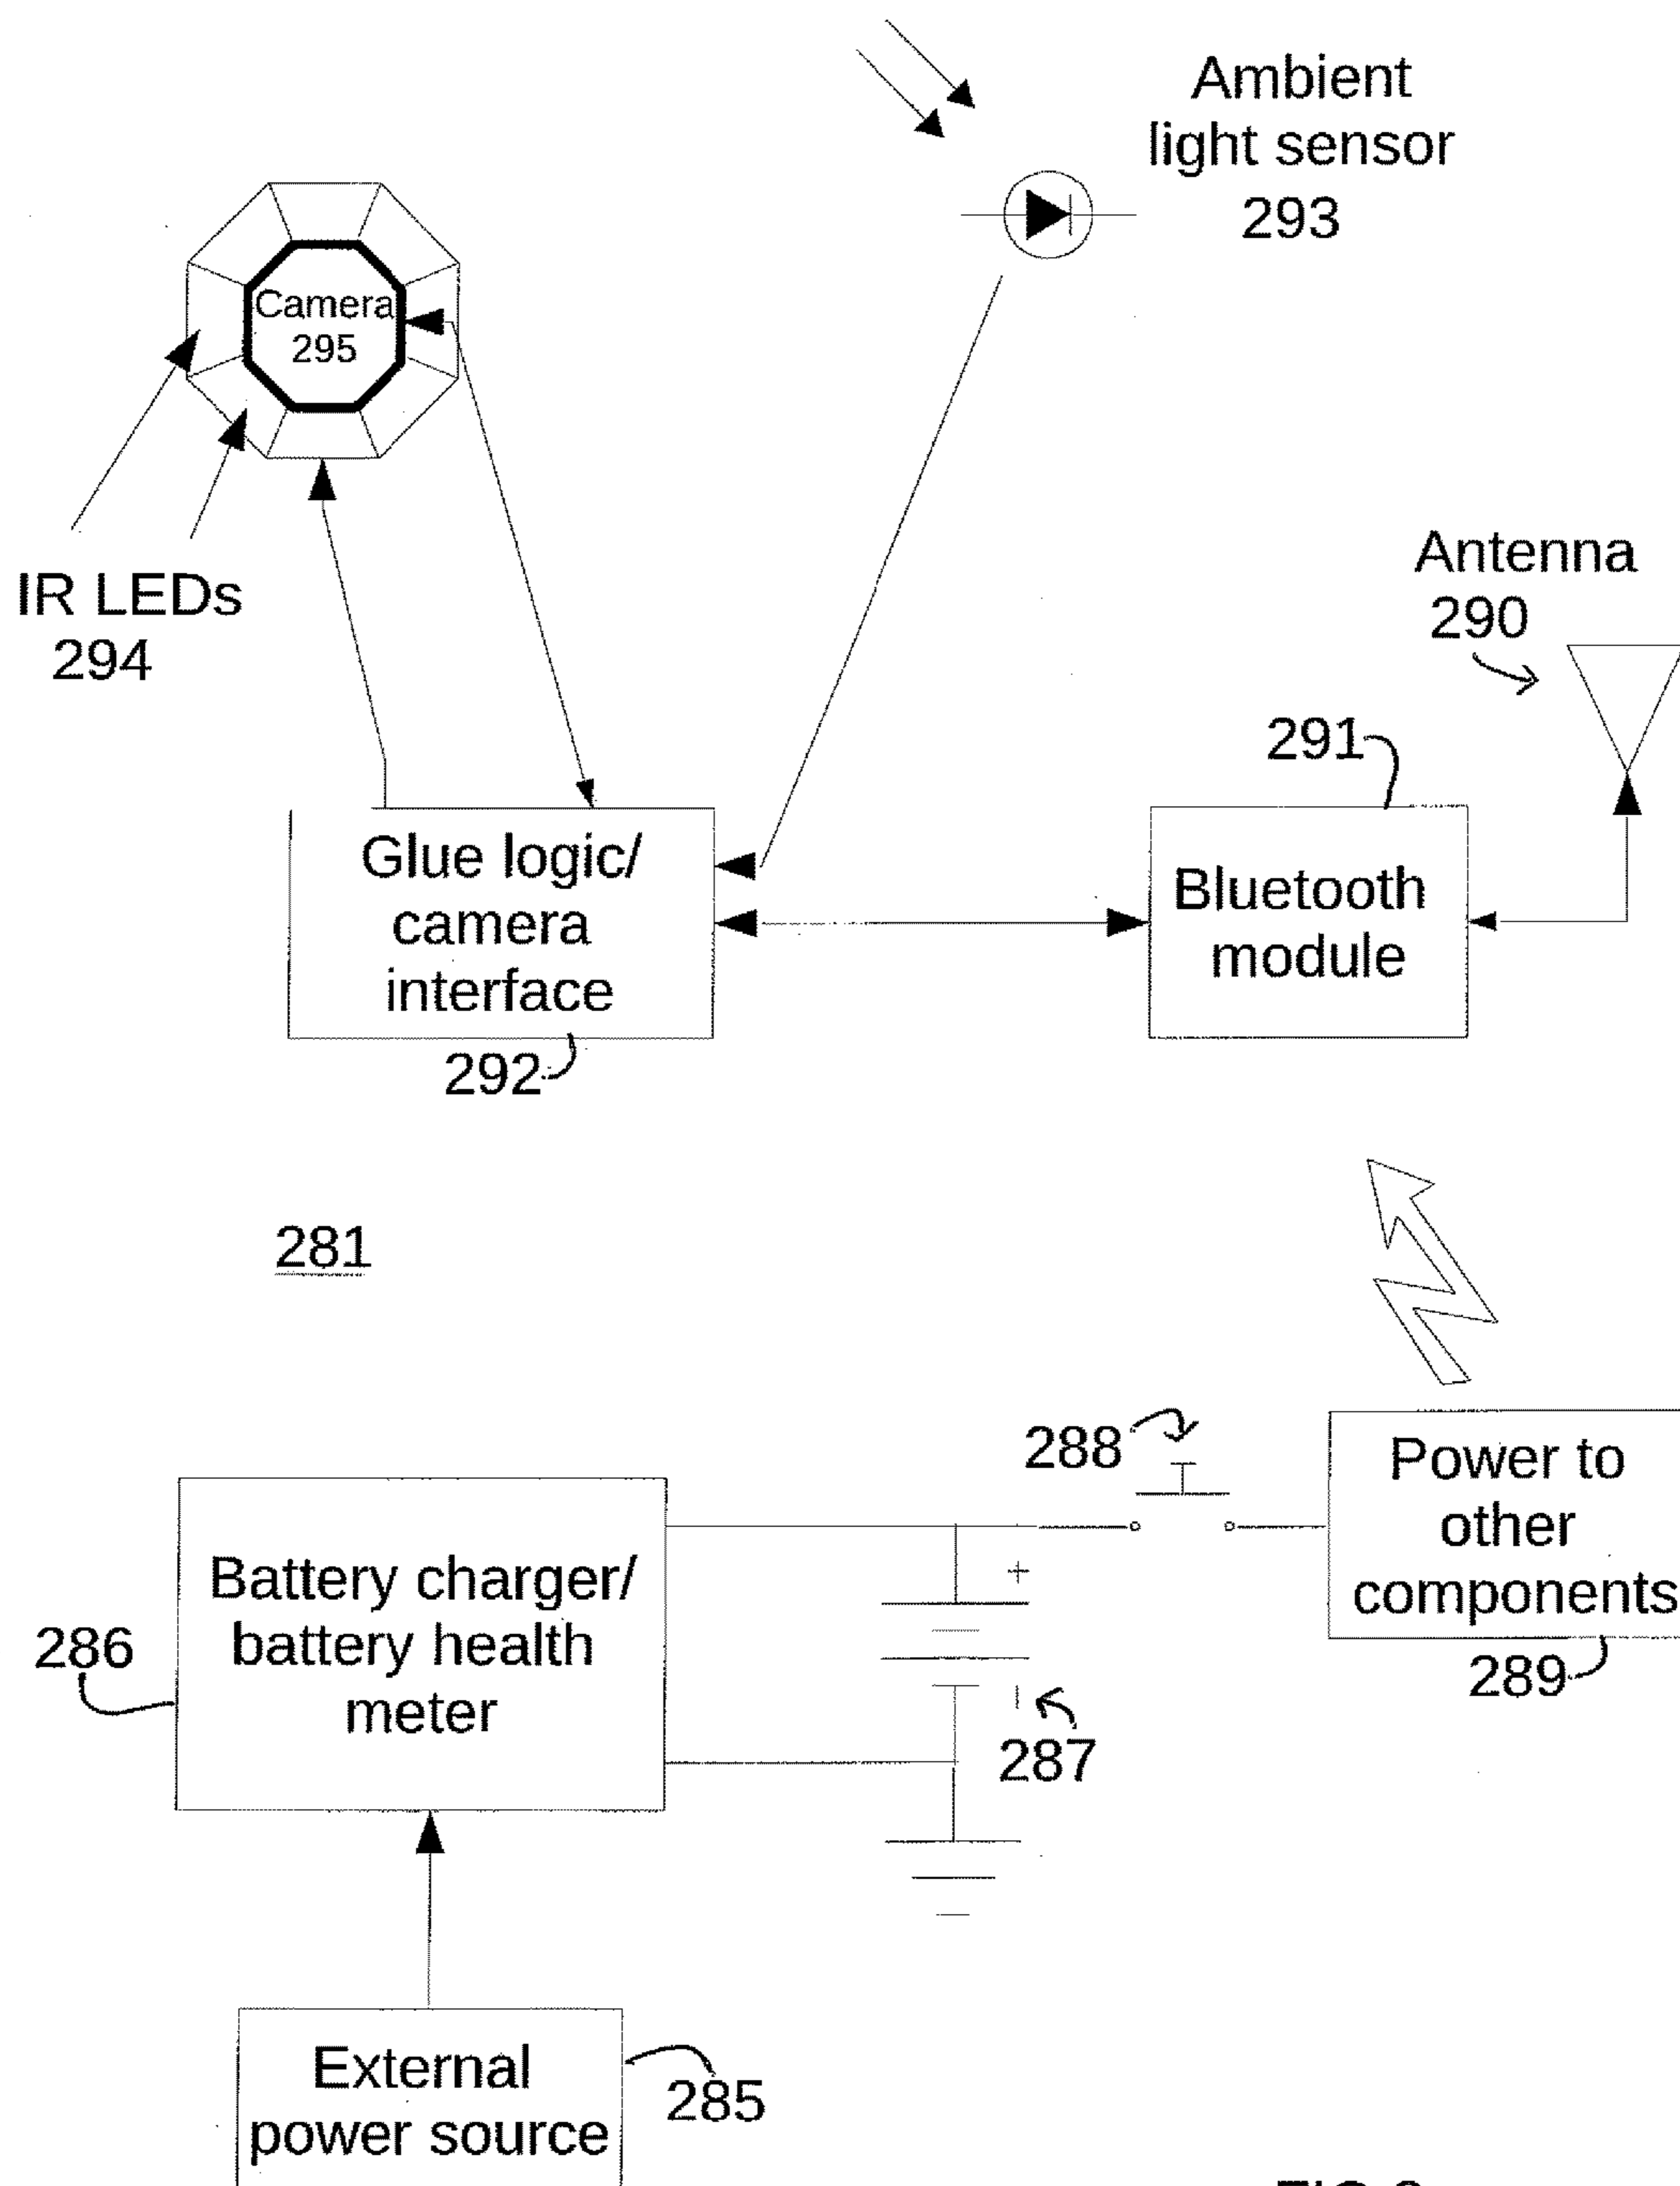 Ambient
light sensor
293
Camera
295
IR LEDs
294
Antenna
290
291
Glue logic/
camera
interface
292
Bluetooth
module
281
288
Power to
other
components
289
Battery charger/
battery health
meter
286
+
287
External
power source
285